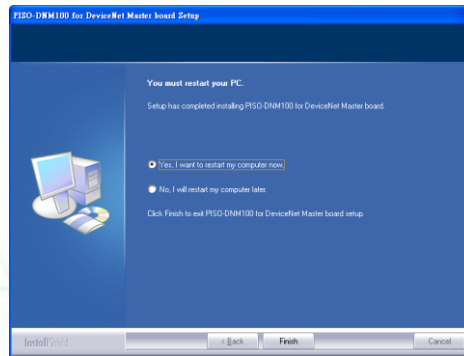 PISO-DNM100 for DeviceNet Master board Setup
You must restart your PC.
Setup has completed installing PISO-DNM100 for DeviceNet Master board.
Yes, I want to restart my computer now.
No, I will restart my computer later.
Click Finish to exit PISO-DNM100 for DeviceNet Master board setup.
InstallShield
< Back
Finish
Cancel